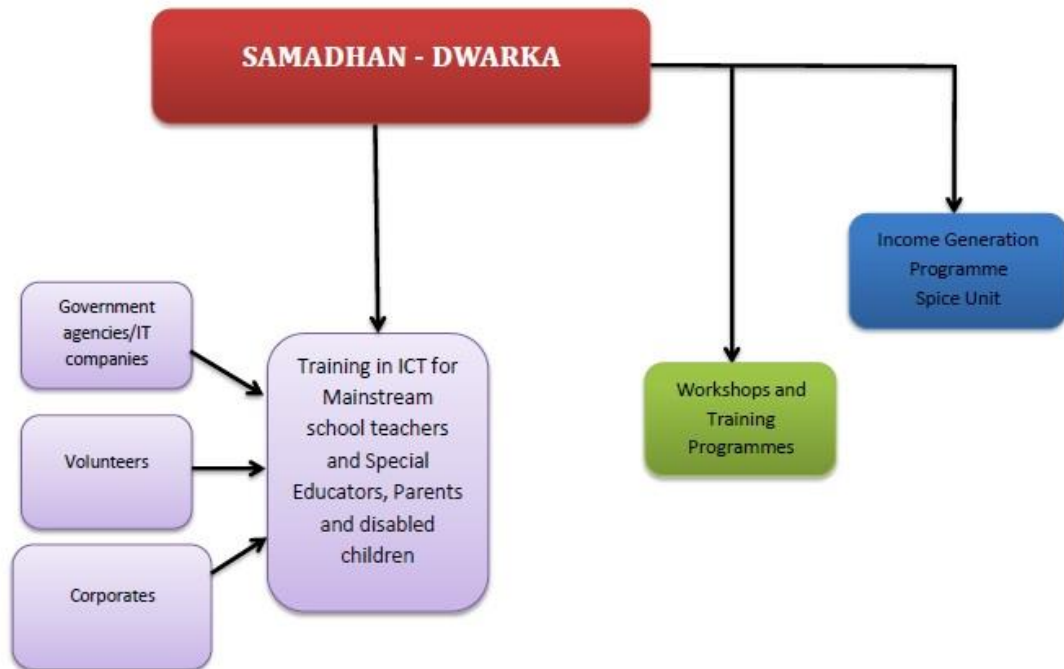 SAMADHAN - DWARKA
Income Generation
Programme
Spice Unit
Government
agencies/IT
companies
Training in ICT for
Mainstream
school teachers
and Special
Educators, Parents
and disabled
children
Workshops and
Training
Programmes
Volunteers
Corporates